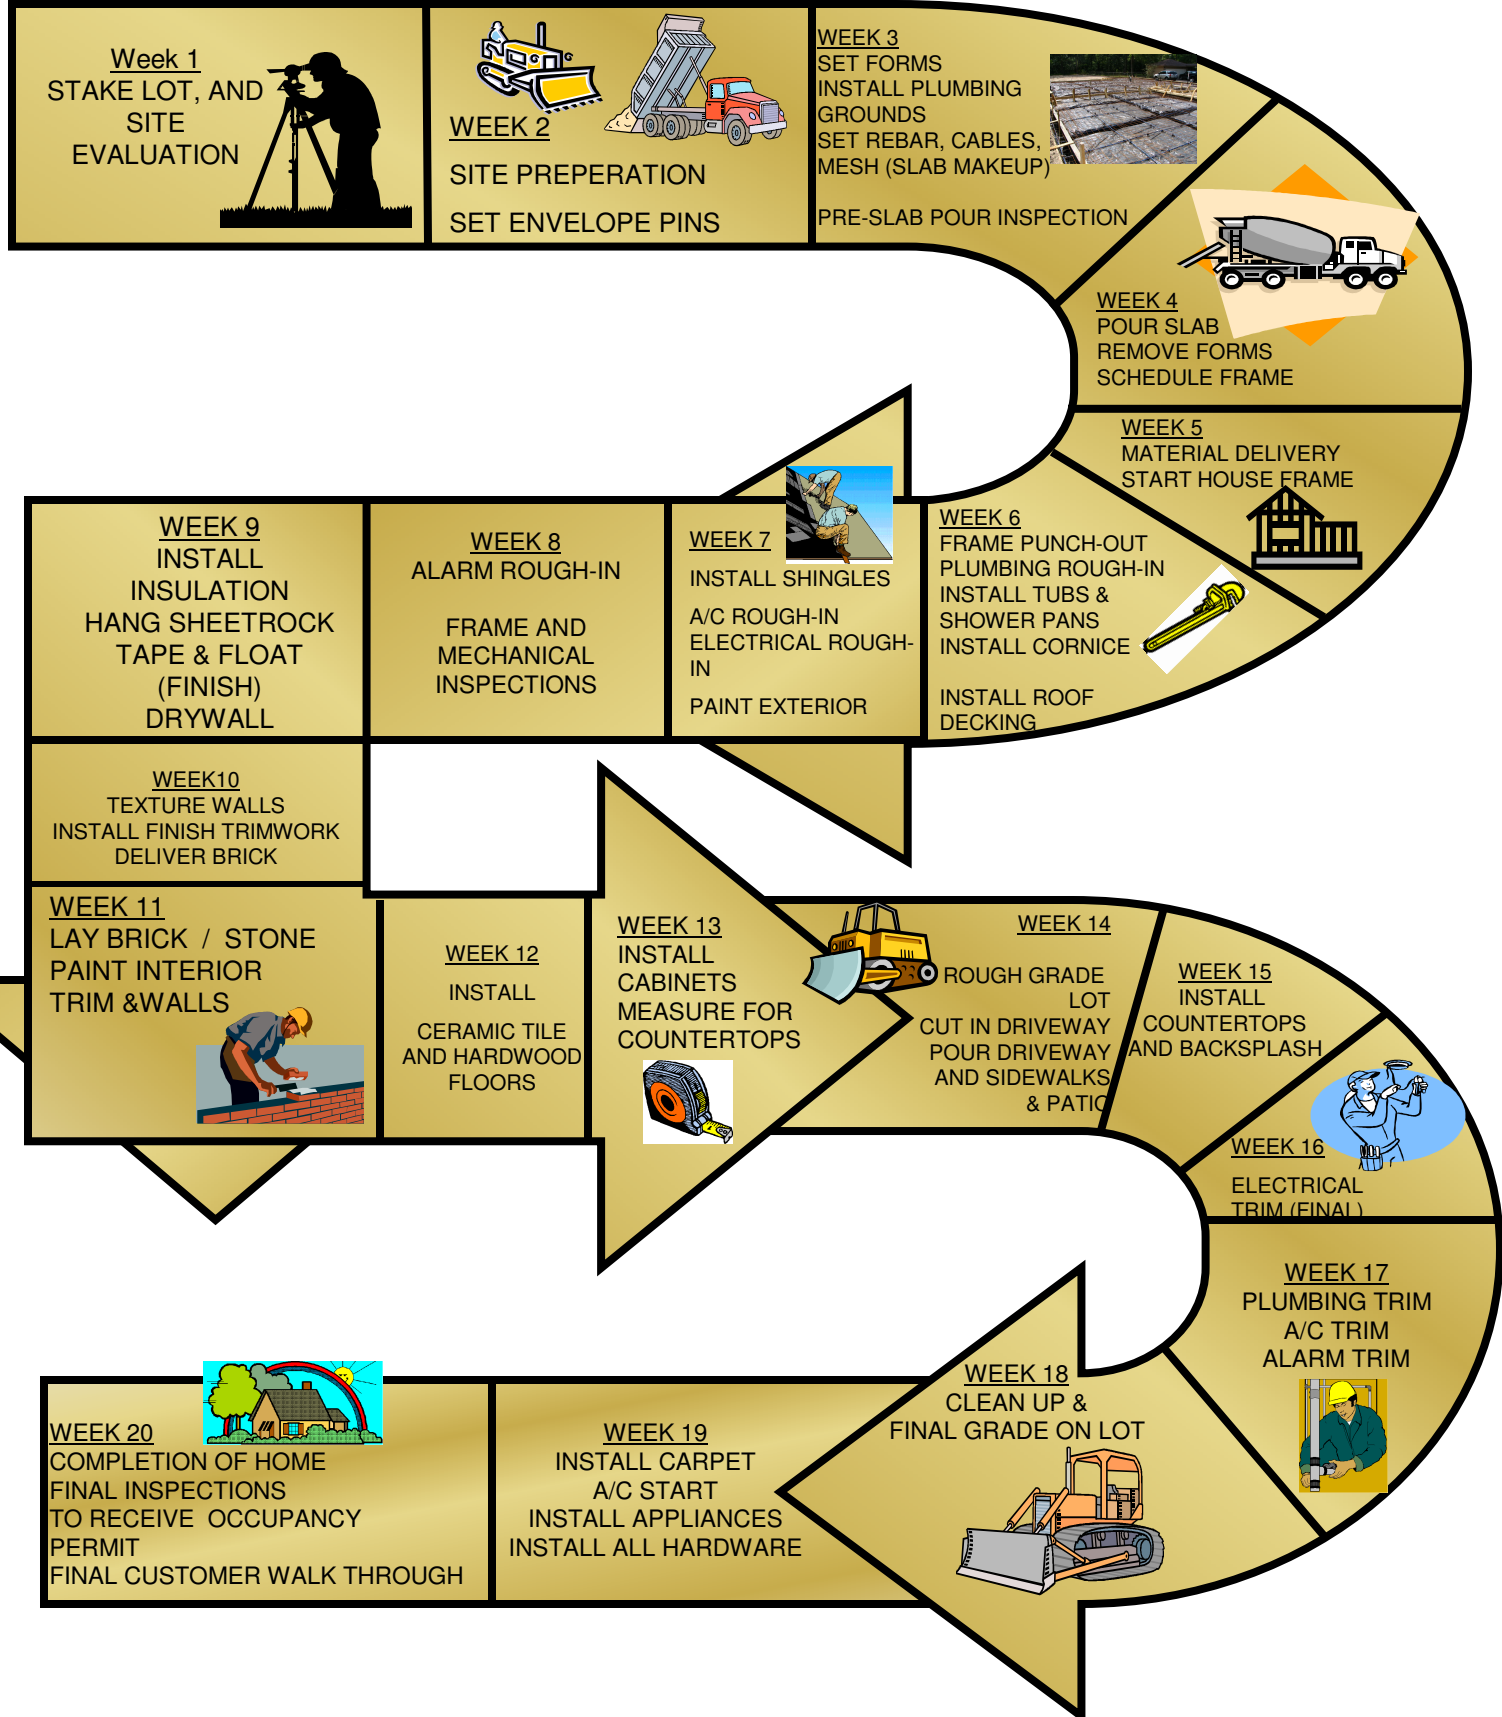 Week 1
STAKE LOT, AND
SITE
EVALUATION
WEEK 2
SITE PREPERATION
SET ENVELOPE PINS
WEEK 3
SET FORMS
INSTALL PLUMBING
GROUNDS
SET REBAR, CABLES,
MESH (SLAB MAKEUP)
PRE-SLAB POUR INSPECTION
WEEK 4
POUR SLAB
REMOVE FORMS
SCHEDULE FRAME
WEEK 5
MATERIAL DELIVERY
START HOUSE FRAME
WEEK 6
FRAME PUNCH-OUT
PLUMBING ROUGH-IN
INSTALL TUBS &
SHOWER PANS
INSTALL CORNICE
INSTALL ROOF
DECKING
WEEK 7
INSTALL SHINGLES
A/C ROUGH-IN
ELECTRICAL ROUGH-
IN
PAINT EXTERIOR
WEEK 8
ALARM ROUGH-IN
FRAME AND
MECHANICAL
INSPECTIONS
WEEK 9
INSTALL
INSULATION
HANG SHEETROCK
TAPE & FLOAT
(FINISH)
DRYWALL
WEEK10
TEXTURE WALLS
INSTALL FINISH TRIMWORK
DELIVER BRICK
WEEK 11
LAY BRICK / STONE
PAINT INTERIOR
TRIM &WALLS
WEEK 12
INSTALL
CERAMIC TILE
AND HARDWOOD
FLOORS
WEEK 13
INSTALL
CABINETS
MEASURE FOR
COUNTERTOPS
WEEK 14
ROUGH GRADE
LOT
CUT IN DRIVEWAY
POUR DRIVEWAY
AND SIDEWALKS
& PATIO
WEEK 15
INSTALL
COUNTERTOPS
AND BACKSPLASH
WEEK 16
ELECTRICAL
TRIM (FINAL)
WEEK 17
PLUMBING TRIM
A/C TRIM
ALARM TRIM
WEEK 18
CLEAN UP &
FINAL GRADE ON LOT
WEEK 19
INSTALL CARPET
A/C START
INSTALL APPLIANCES
INSTALL ALL HARDWARE
WEEK 20
COMPLETION OF HOME
FINAL INSPECTIONS
TO RECEIVE OCCUPANCY
PERMIT
FINAL CUSTOMER WALK THROUGH